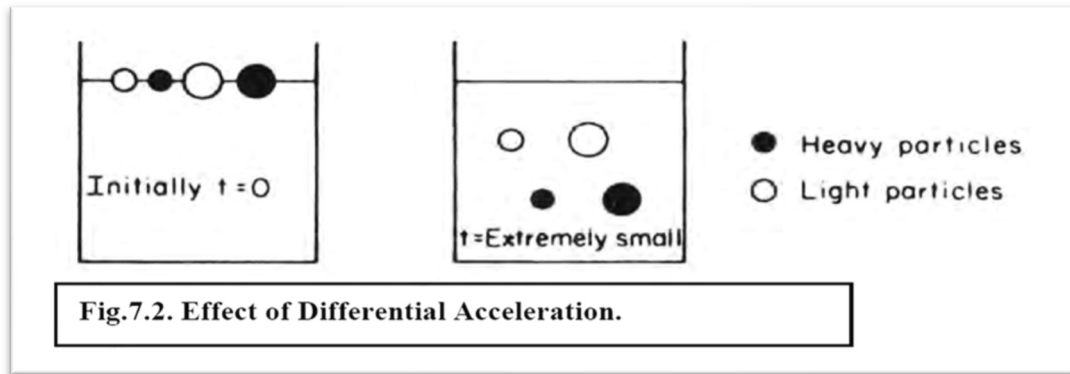 Initially t = 0
t = Extremely small
Heavy particles
Light particles
Fig.7.2. Effect of Differential Acceleration.